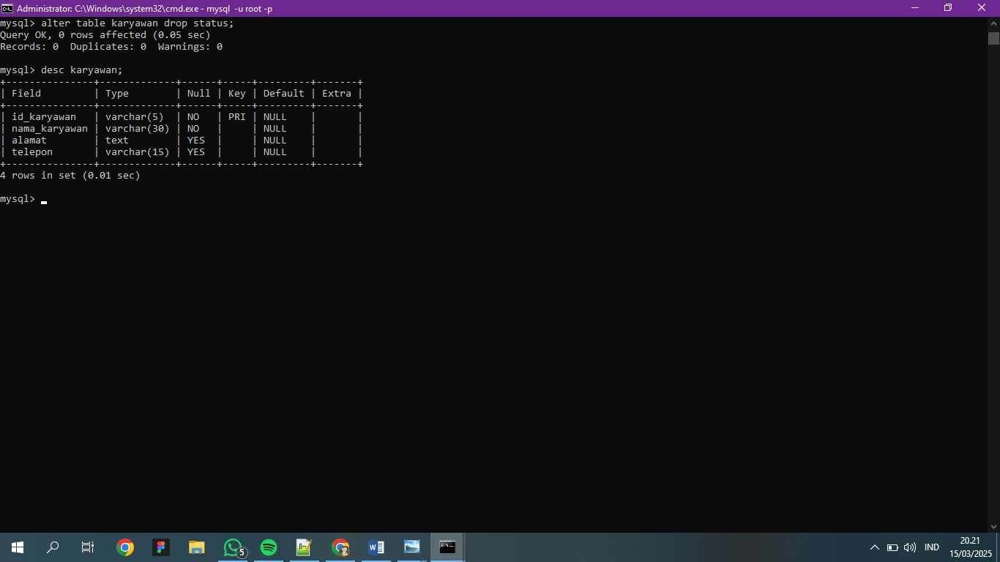 Administrator: C:\Windows\system32\cmd.exe - mysql  -u root -p
mysql> alter table karyawan drop status;
Query OK, 0 rows affected (0.05 sec)
Records: 0  Duplicates: 0  Warnings: 0
mysql> desc karyawan;
+---------------+-------------+------+-----+---------+-------+
| Field         | Type        | Null | Key | Default | Extra |
+---------------+-------------+------+-----+---------+-------+
| id_karyawan   | varchar(5)  | NO   | PRI | NULL    |       |
| nama_karyawan | varchar(30) | NO   |     | NULL    |       |
| alamat        | text        | YES  |     | NULL    |       |
| telepon       | varchar(15) | YES  |     | NULL    |       |
+---------------+-------------+------+-----+---------+-------+
4 rows in set (0.01 sec)
mysql> _
5
IND
20.21
15/03/2025